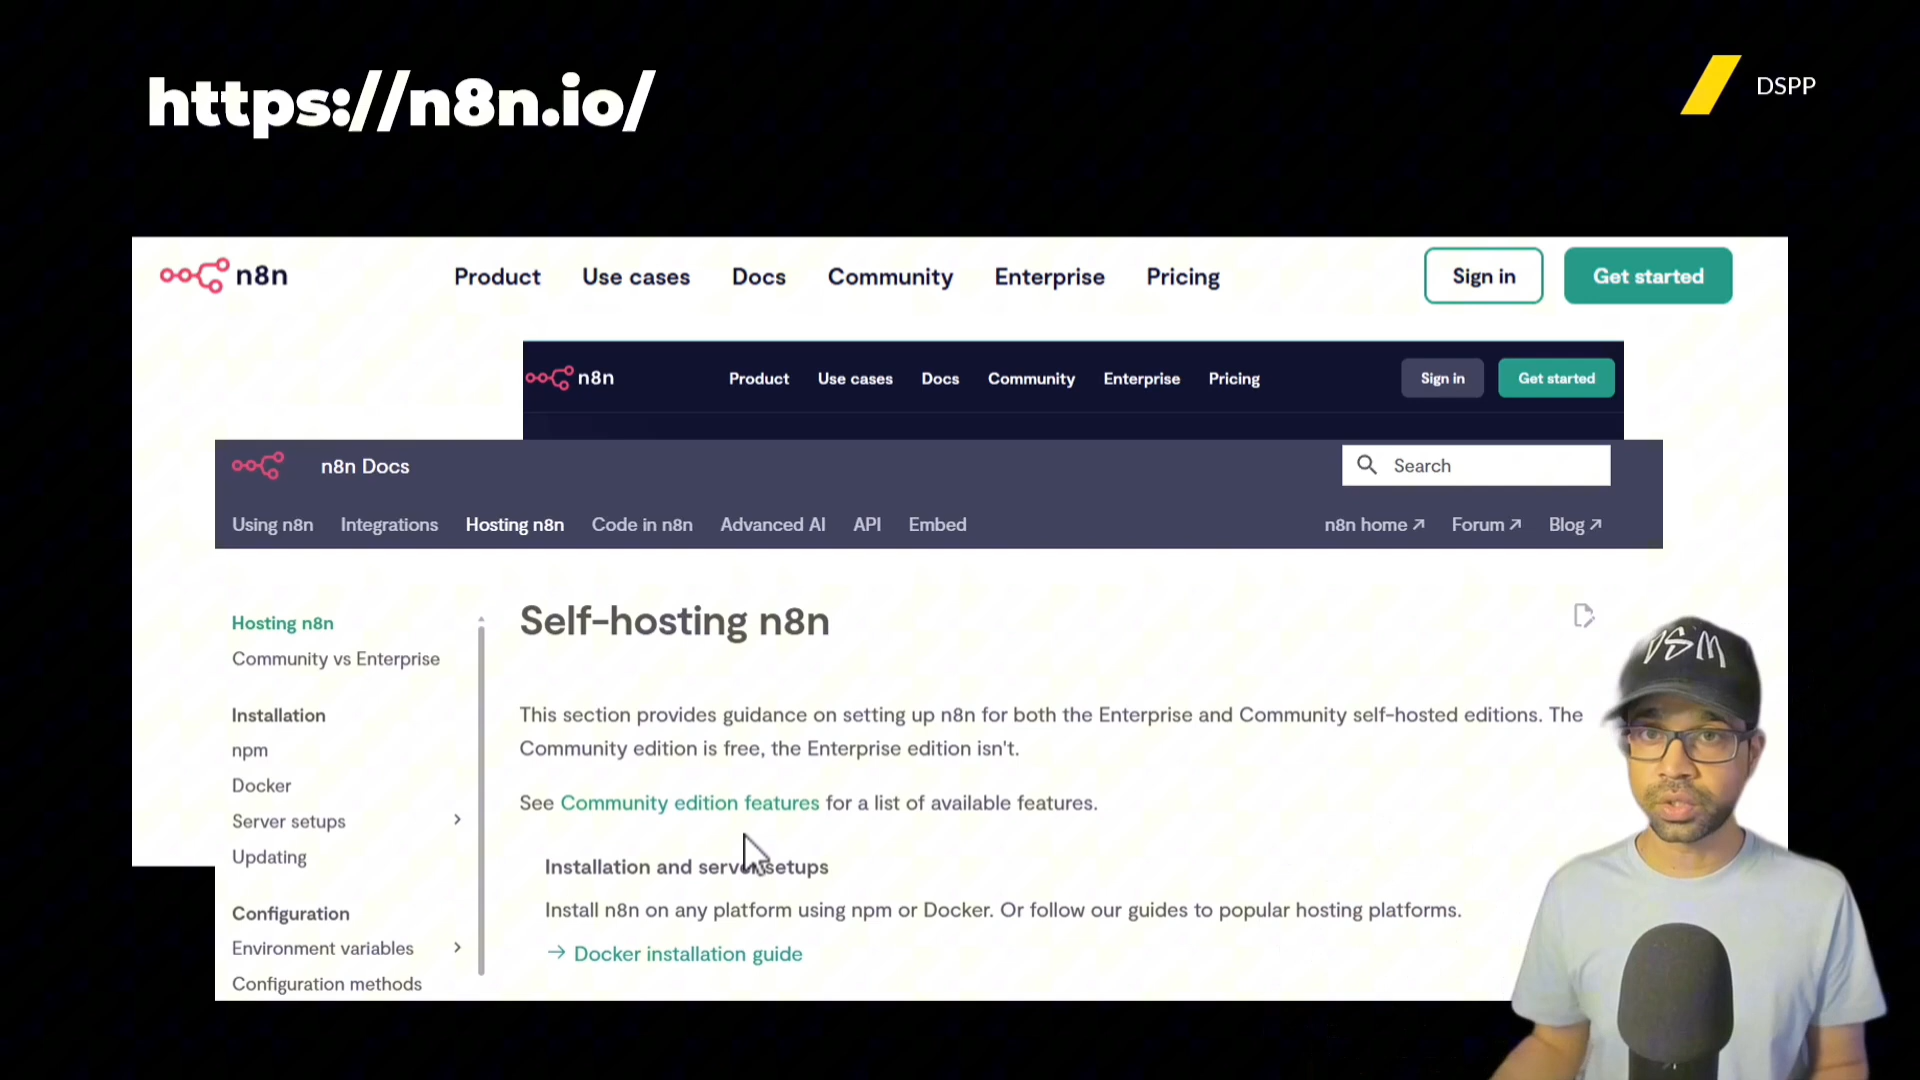 https://n8n.io/
DSPP
n8n Product Use cases Docs Community Enterprise Pricing Sign in Get started
n8n Product Use cases Docs Community Enterprise Pricing Sign in Get started
n8n Docs Search
Using n8n Integrations Hosting n8n Code in n8n Advanced AI API Embed n8n home Forum Blog
Hosting n8n
Community vs Enterprise
Installation
npm
Docker
Server setups
Updating
Configuration
Environment variables
Configuration methods
Self-hosting n8n
This section provides guidance on setting up n8n for both the Enterprise and Community self-hosted editions. The
Community edition is free, the Enterprise edition isn't.
See Community edition features for a list of available features.
Installation and server setups
Install n8n on any platform using npm or Docker. Or follow our guides to popular hosting platforms.
Docker installation guide
DSM